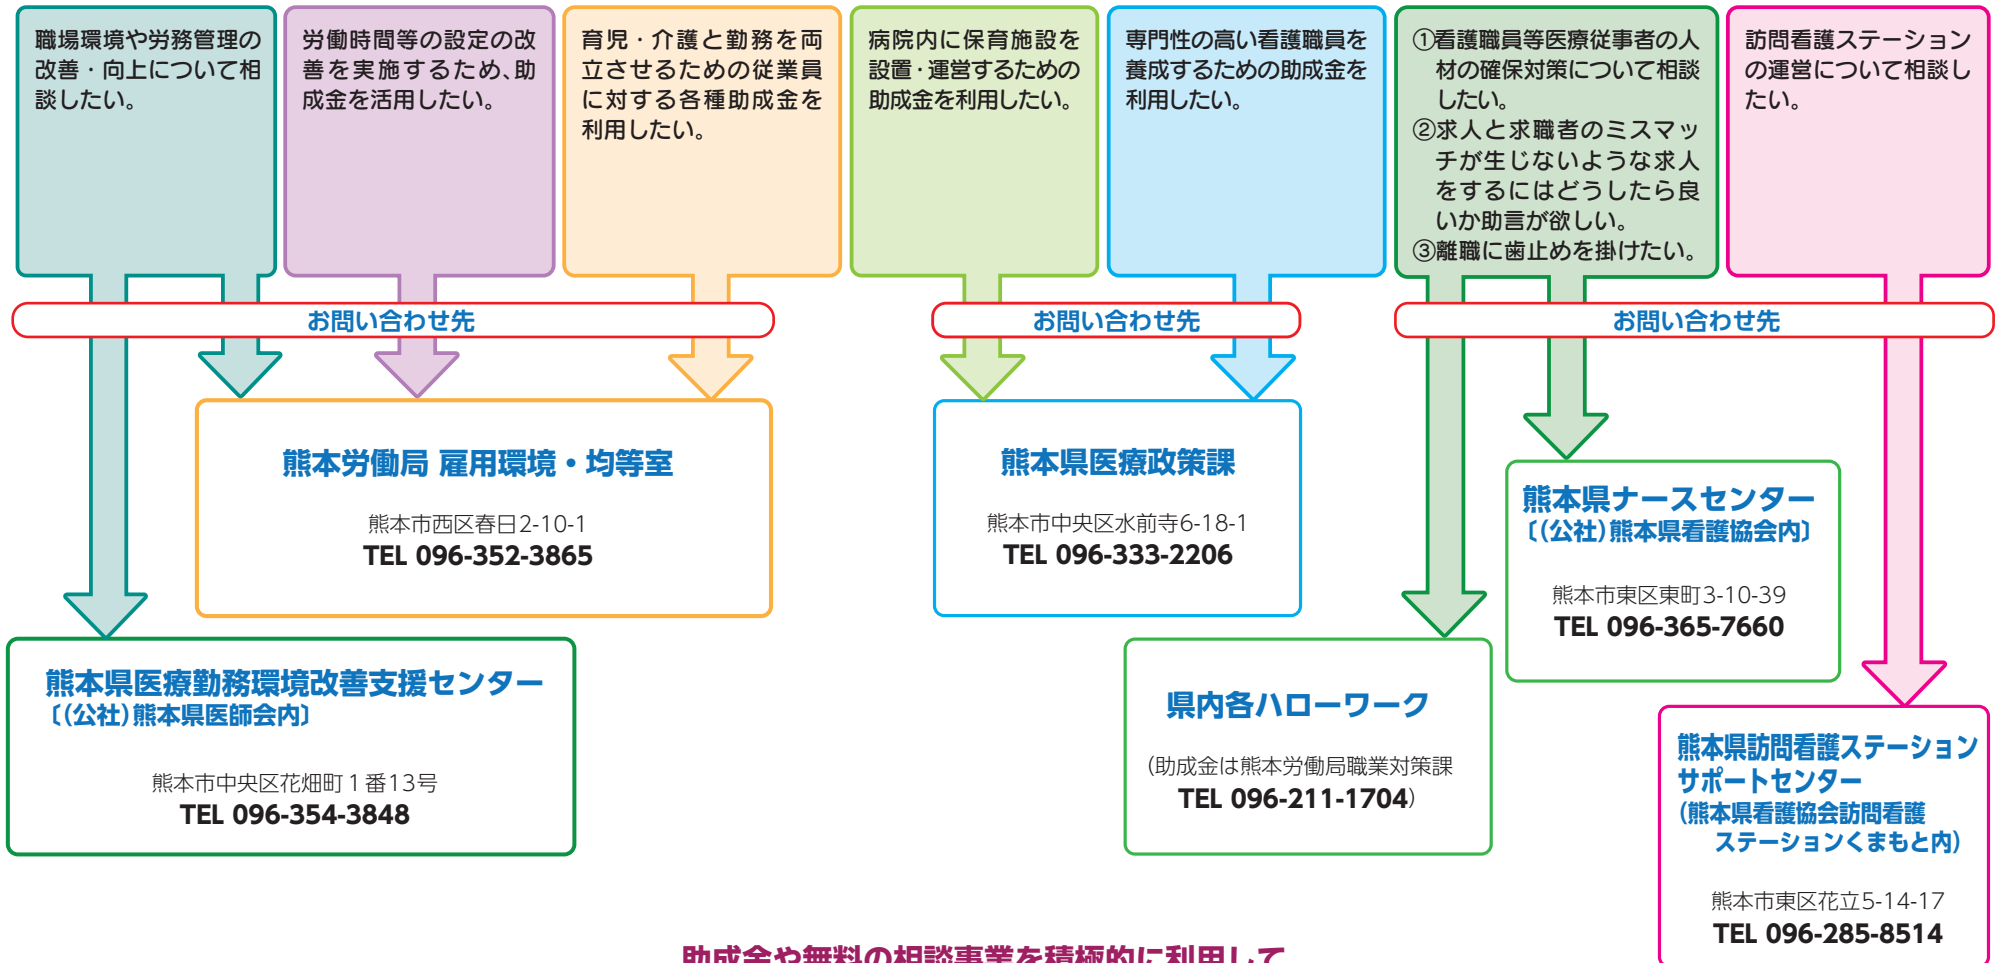 職場環境や労務管理の
改善・向上について相
談したい。
労働時間等の設定の改
善を実施するため、助
成金を活用したい。
育児・介護と勤務を両
立させるための従業員
に対する各種助成金を
利用したい。
病院内に保育施設を
設置・運営するための
助成金を利用したい。
専門性の高い看護職員を
養成するための助成金を
利用したい。
①看護職員等医療従事者の人
材の確保対策について相談
したい。
②求人と求職者のミスマッ
チが生じないような求人
をするにはどうしたら良
いか助言が欲しい。
③離職に歯止めを掛けたい。
訪問看護ステーション
の運営について相談し
たい。
お問い合わせ先
お問い合わせ先
お問い合わせ先
熊本労働局 雇用環境・均等室
熊本市西区春日2-10-1
TEL 096-352-3865
熊本県医療政策課
熊本市中央区水前寺6-18-1
TEL 096-333-2206
熊本県ナースセンター
〔(公社)熊本県看護協会内〕
熊本市東区東町3-10-39
TEL 096-365-7660
熊本県医療勤務環境改善支援センター
〔(公社)熊本県医師会内〕
熊本市中央区花畑町1番13号
TEL 096-354-3848
県内各ハローワーク
(助成金は熊本労働局職業対策課
TEL 096-211-1704)
熊本県訪問看護ステーション
サポートセンター
(熊本県看護協会訪問看護
ステーションくまもと内)
熊本市東区花立5-14-17
TEL 096-285-8514
助成金や無料の相談事業を積極的に利用して